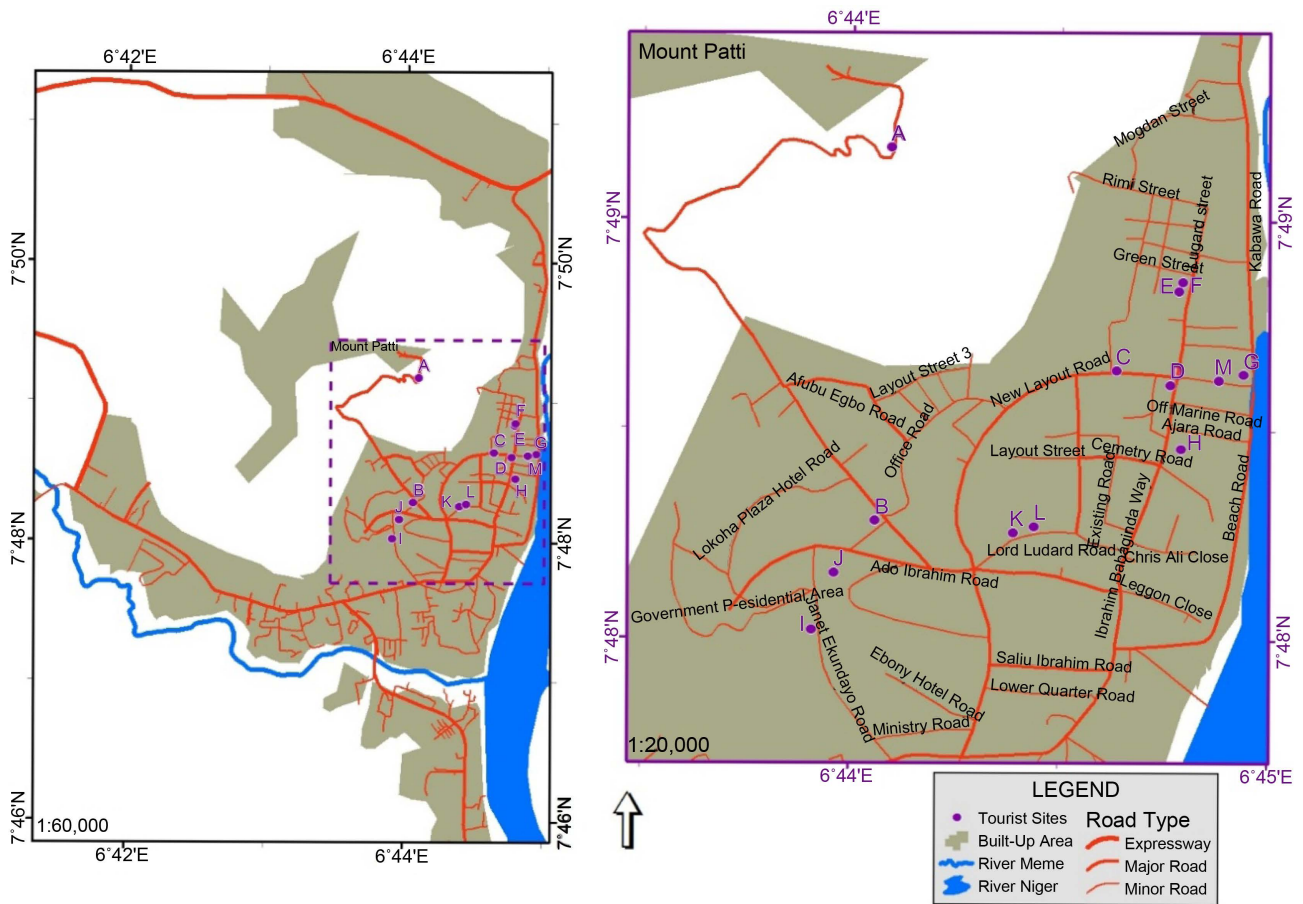 6°42'E
6°44'E
7°50'N
7°50'N
Mount Patti
A
F
C
E
G
D
M
B
H
K
L
J
I
7°48'N
7°48'N
7°46'N
7°46'N
1:60,000
6°42'E
6°44'E
6°44'E
Mount Patti
A
Mogdan Street
Rimi Street
Lugard street
Kabawa Road
7°49'N
7°49'N
Green Street
E
F
C
D
M
G
Layout Street 3
New Layout Road
Afubu Egbo Road
Office Road
Off Marine Road
Ajara Road
H
Layout Street
Cemetry Road
Lokoha Plaza Hotel Road
Existing Road
Ibrahim Babaginda Way
Beach Road
B
K
L
Lord Ludard Road
Chris Ali Close
J
Ado Ibrahim Road
Leggon Close
Government P-esidential Area
I
Janet Ekundayo Road
7°48'N
7°48'N
Saliu Ibrahim Road
Ebony Hotel Road
Lower Quarter Road
Ministry Road
1:20,000
6°44'E
6°45'E
LEGEND
Tourist Sites
Built-Up Area
River Meme
River Niger
Road Type
Expressway
Major Road
Minor Road